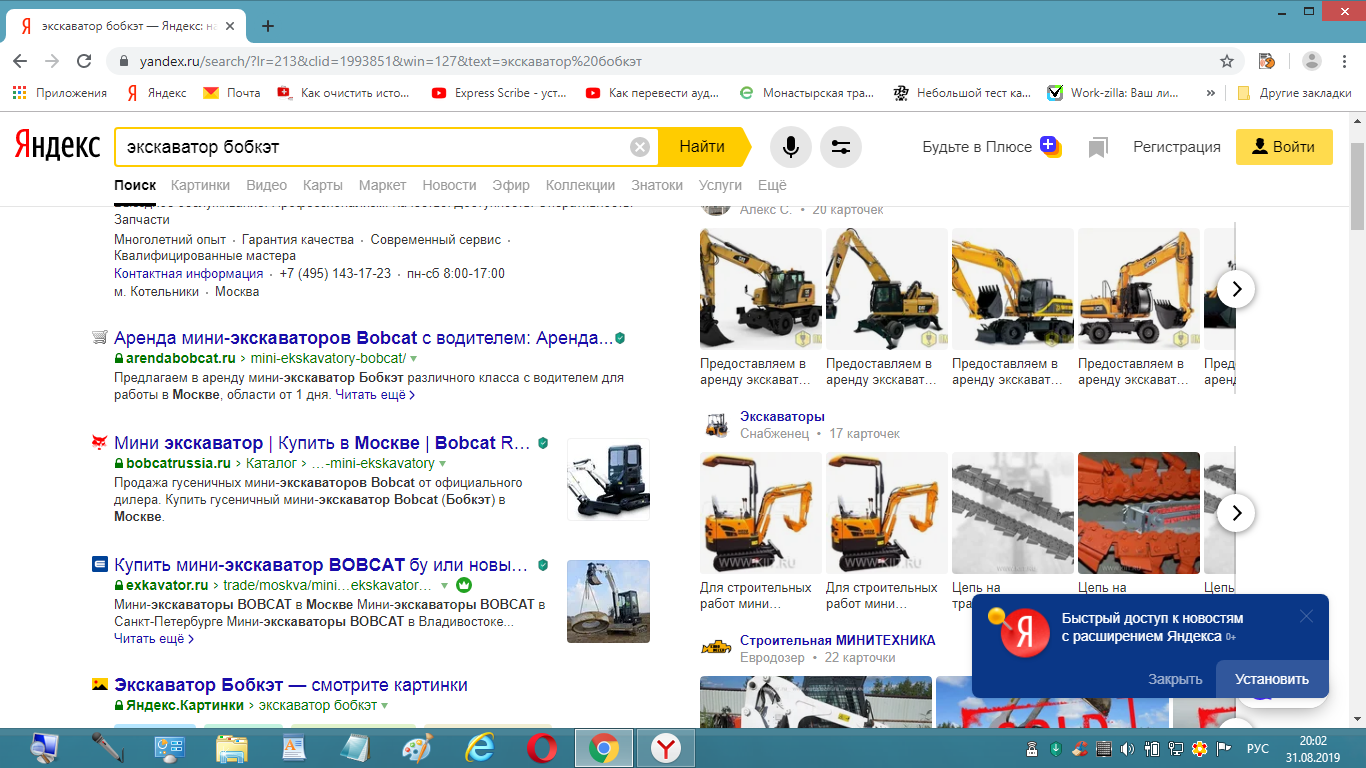 экскаватор бобкэт — Яндекс: на
yandex.ru/search/?lr=213&clid=1993851&win=127&text=экскаватор%20бобкэт
Приложения
Яндекс
Почта
Как очистить исто...
Express Scribe - уст...
Как перевести ауд...
Монастырская тра...
Небольшой тест ка...
Work-zilla: Ваш ли...
»
Другие закладки
Яндекс
экскаватор бобкэт
Найти
Будьте в Плюсе
Регистрация
Войти
Поиск Картинки Видео Карты Маркет Новости Эфир Коллекции Знатоки Услуги Ещё
Запчасти
Многолетний опыт · Гарантия качества · Современный сервис ·
Квалифицированные мастера
Контактная информация · +7 (495) 143-17-23 · пн-сб 8:00-17:00
м. Котельники · Москва
Аренда мини-экскаваторов Bobcat с водителем: Аренда...
arendabobcat.ru › mini-ekskavatory-bobcat/
Предлагаем в аренду мини-экскаватор Бобкэт различного класса с водителем для
работы в Москве, области от 1 дня. Читать ещё ›
Мини экскаватор | Купить в Москве | Bobcat R...
bobcatrussia.ru › Каталог › ...-mini-ekskavatory
Продажа гусеничных мини-экскаваторов Bobcat от официального
дилера. Купить гусеничный мини-экскаватор Bobcat (Бобкэт) в
Москве.
Купить мини-экскаватор BOBCAT бу или новы...
exkavator.ru › trade/moskva/mini...ekskavator...
Мини-экскаваторы BOBCAT в Москве Мини-экскаваторы BOBCAT в
Санкт-Петербурге Мини-экскаваторы BOBCAT в Владивостоке...
Читать ещё ›
Экскаватор Бобкэт — смотрите картинки
Яндекс.Картинки › экскаватор бобкэт
Алекс С. • 20 карточек
Предоставляем в
аренду экскават...
Предоставляем в
аренду экскават...
Предоставляем в
аренду экскават...
Предоставляем в
аренду экскават...
Пред
аренд
Экскаваторы
Снабженец • 17 карточек
Для строительных
работ мини...
Для строительных
работ мини...
Цепь на
тра
Цепь на
Цепь
Строительная МИНИТЕХНИКА
Евродозер • 22 карточки
Быстрый доступ к новостям
с расширением Яндекса 0+
Закрыть
Установить
РУС
20:02
31.08.2019